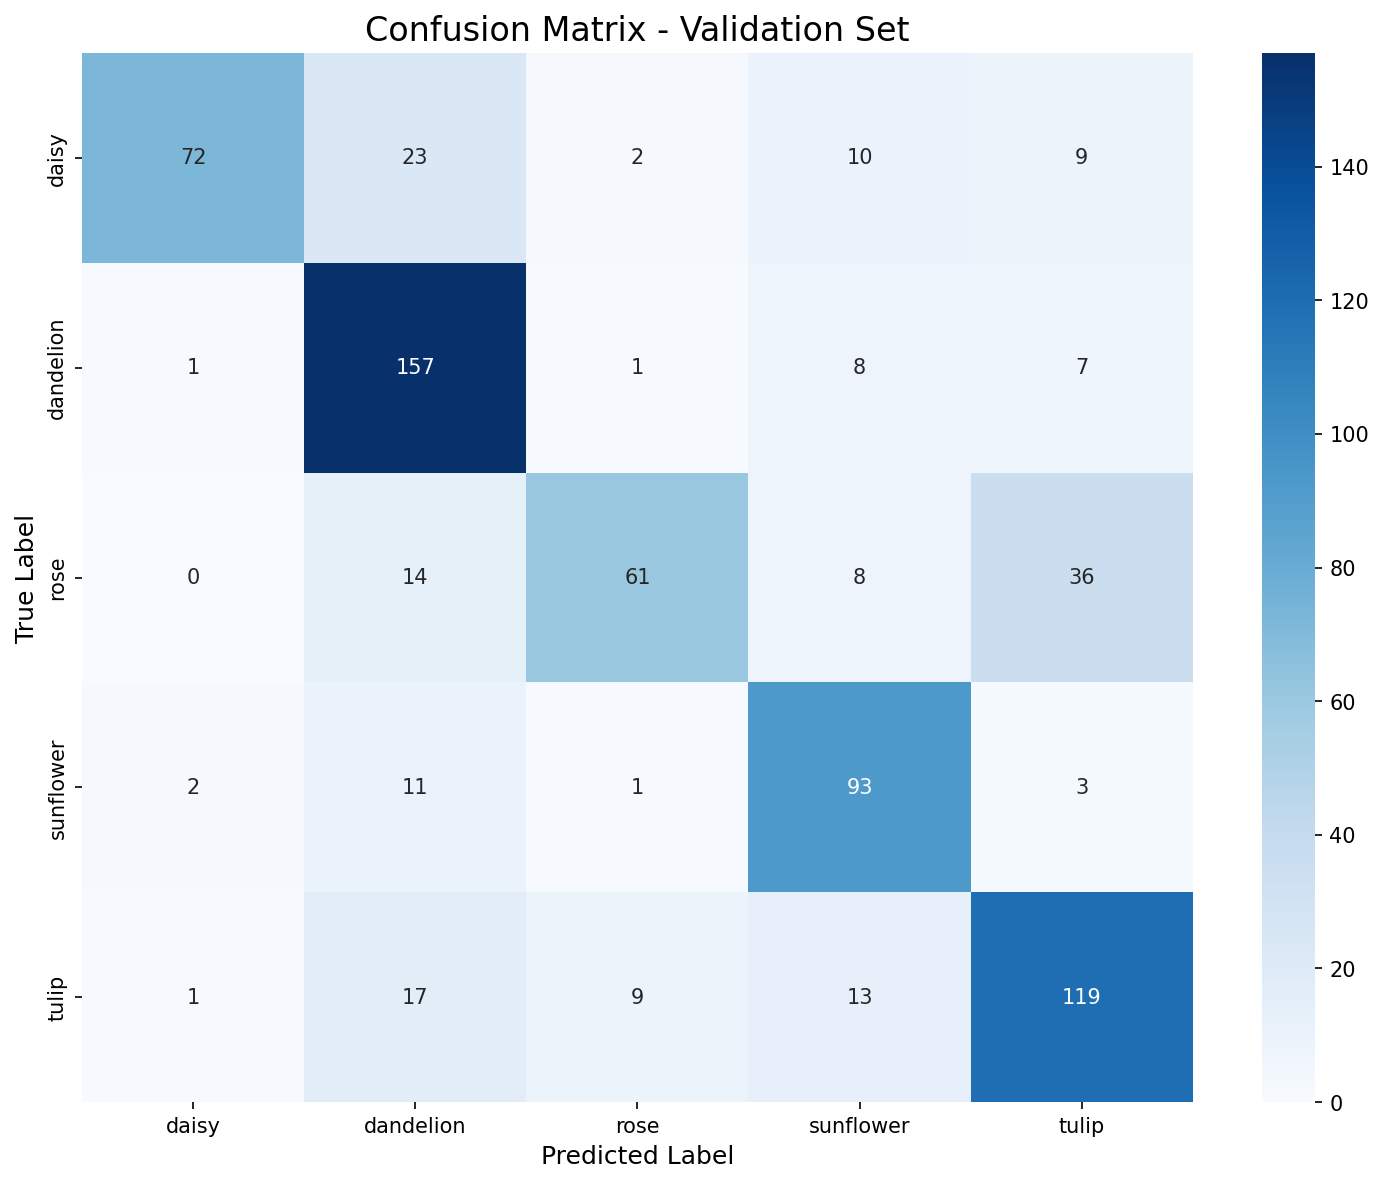 Confusion Matrix - Validation Set
True Label
daisy 72 23 2 10 9
dandelion 1 157 1 8 7
rose 0 14 61 8 36
sunflower 2 11 1 93 3
tulip 1 17 9 13 119
daisy dandelion rose sunflower tulip
Predicted Label
140
120
100
80
60
40
20
0